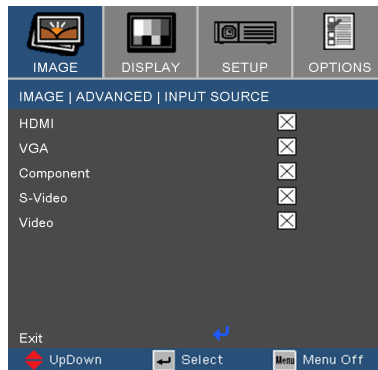 IMAGE DISPLAY SETUP OPTIONS
IMAGE | ADVANCED | INPUT SOURCE
HDMI
VGA
Component
S-Video
Video
Exit
UpDown Select Menu Menu Off